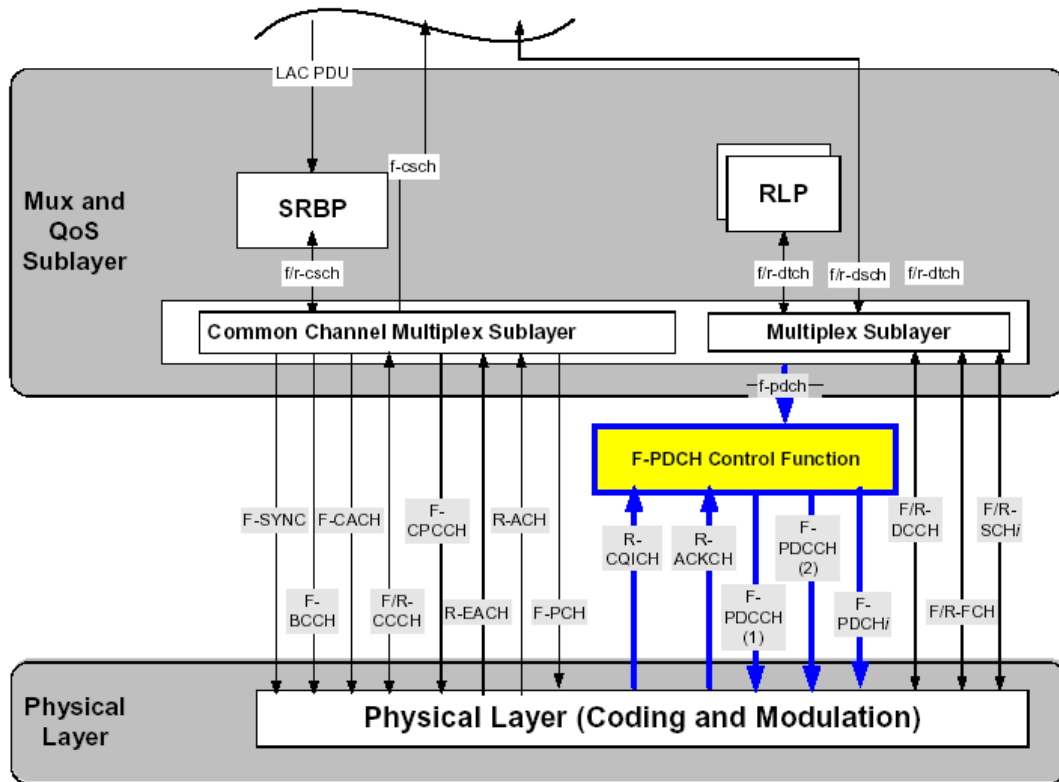 LAC PDU
f-csch
Mux and
QoS
Sublayer
SRBP
RLP
f/r-csch
f/r-dtch
f/r-dsch
f/r-dtch
Common Channel Multiplex Sublayer
Multiplex Sublayer
f-pdch
F-PDCH Control Function
F-SYNC
F-CACH
F-
CPCCH
R-ACH
R-
CQICH
R-
ACKCH
F-
PDCCH
(2)
F/R-
DCCH
F/R-
SCHi
F-
BCCH
F/R-
CCCH
R-EACH
F-PCH
F-
PDCCH
(1)
F-
PDCHi
F/R-FCH
Physical
Layer
Physical Layer (Coding and Modulation)